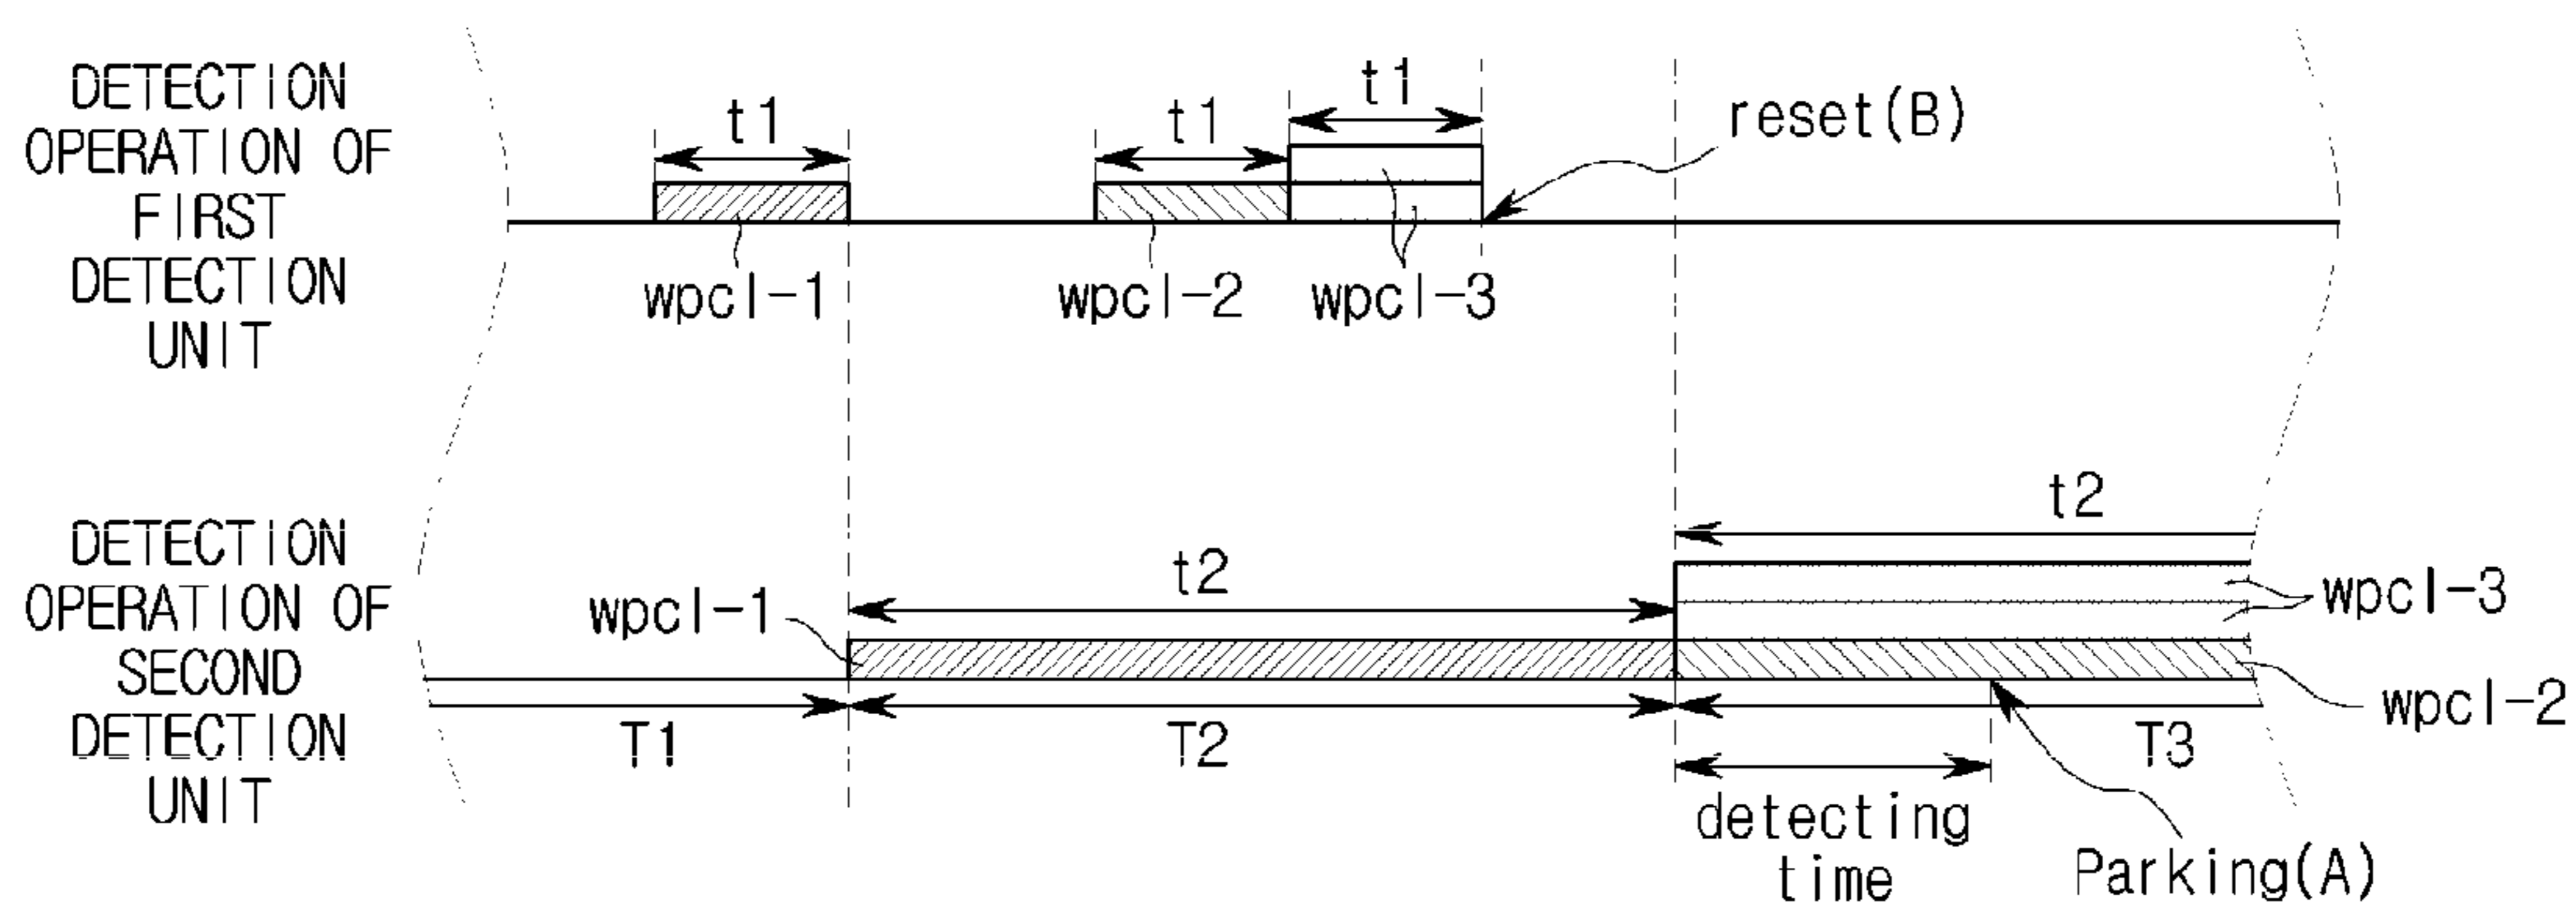 DETECTION
OPERATION OF
FIRST
DETECTION
UNIT
t1
t1
t1
reset(B)
wpcl-1
wpcl-2
wpcl-3
DETECTION
OPERATION OF
SECOND
DETECTION
UNIT
wpcl-1
t2
t2
wpcl-3
wpcl-2
T1
T2
T3
detecting
time
Parking(A)